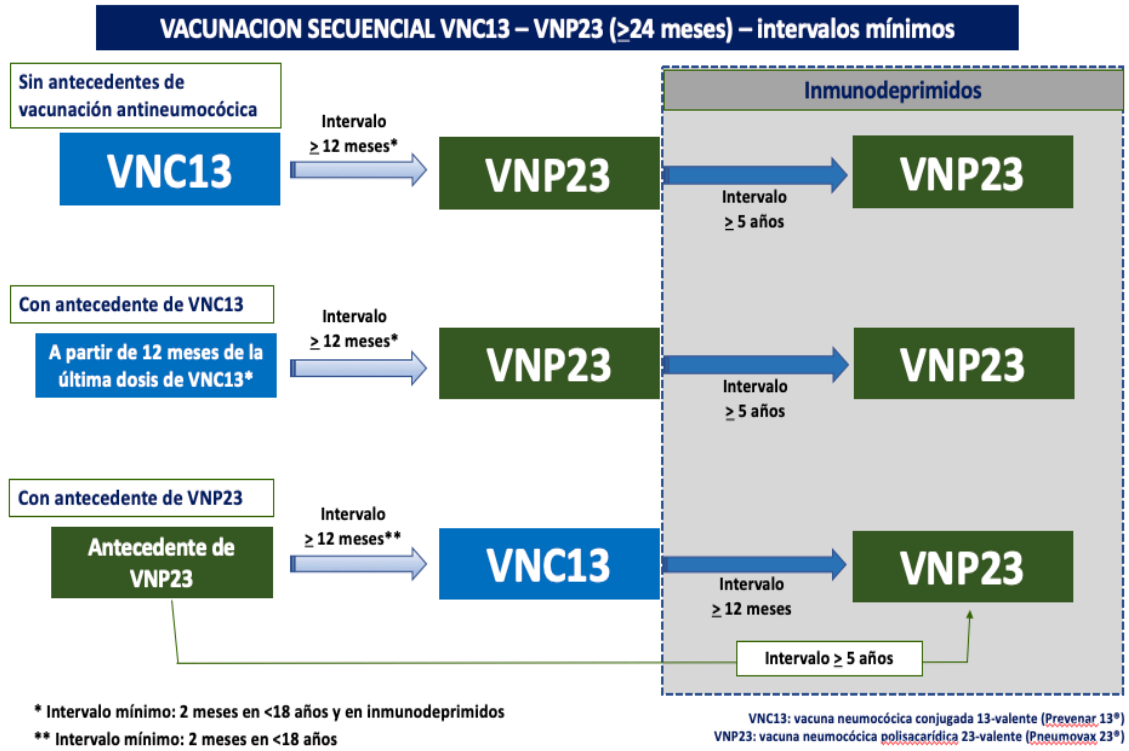 VACUNACION SECUENCIAL VNC13 – VNP23 (≥24 meses) – intervalos mínimos
Sin antecedentes de
vacunación antineumocócica
Inmunodeprimidos
VNC13
Intervalo
≥ 12 meses*
VNP23
Intervalo
≥ 5 años
VNP23
Con antecedente de VNC13
A partir de 12 meses de la
última dosis de VNC13*
Intervalo
≥ 12 meses*
VNP23
Intervalo
≥ 5 años
VNP23
Con antecedente de VNP23
Antecedente de
VNP23
Intervalo
≥ 12 meses**
VNC13
Intervalo
≥ 12 meses
VNP23
Intervalo ≥ 5 años
* Intervalo mínimo: 2 meses en <18 años y en inmunodeprimidos
** Intervalo mínimo: 2 meses en <18 años
VNC13: vacuna neumocócica conjugada 13-valente (Prevenar 13®)
VNP23: vacuna neumocócica polisacarídica 23-valente (Pneumovax 23®)